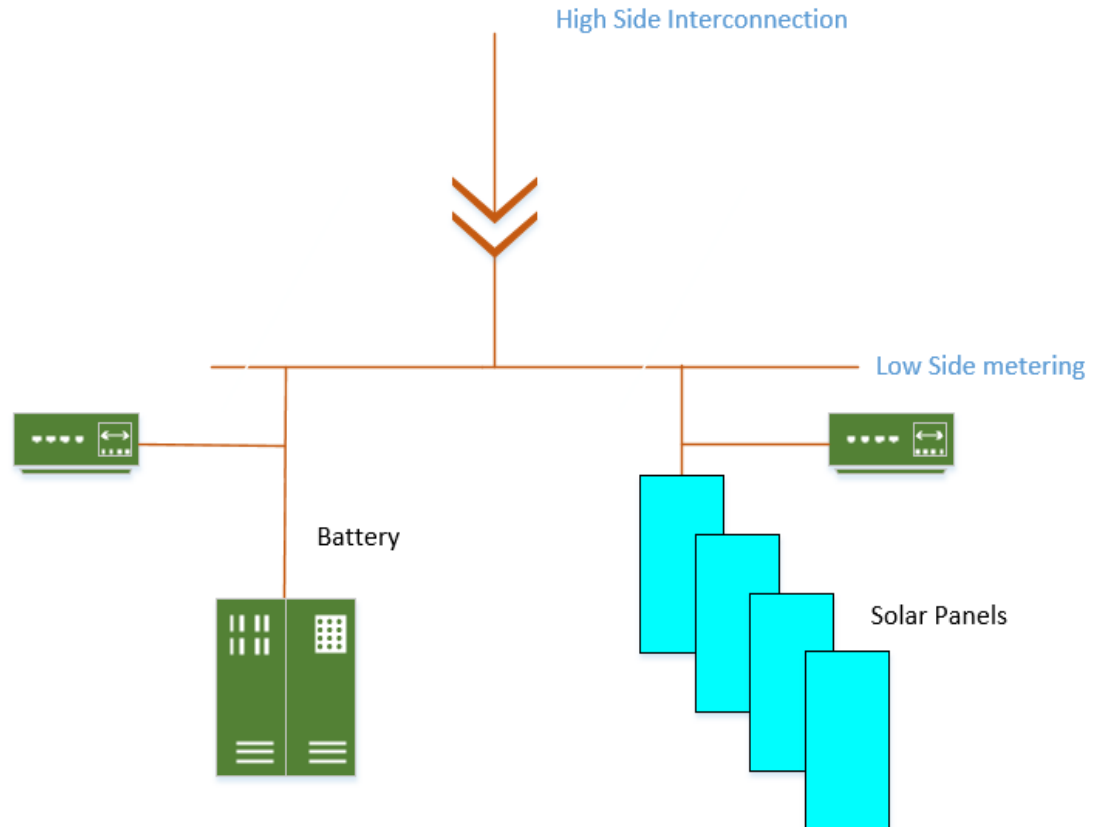 High Side Interconnection
Low Side metering
Battery
Solar Panels